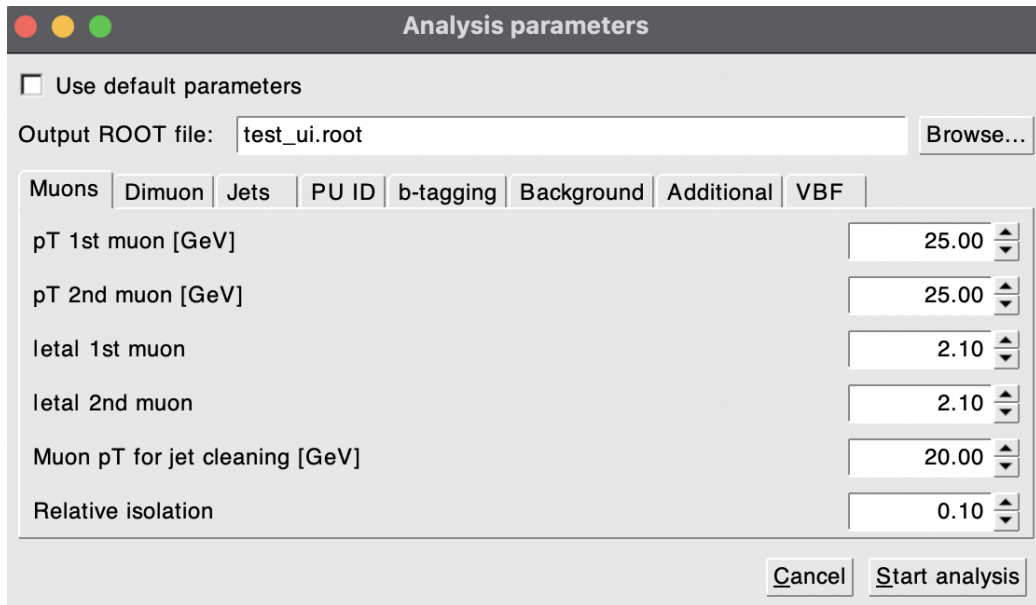 Analysis parameters
Use default parameters
Output ROOT file: test_ui.root Browse...
Muons Dimuon Jets PU ID b-tagging Background Additional VBF
pT 1st muon [GeV] 25.00
pT 2nd muon [GeV] 25.00
|eta| 1st muon 2.10
|eta| 2nd muon 2.10
Muon pT for jet cleaning [GeV] 20.00
Relative isolation 0.10
Cancel Start analysis